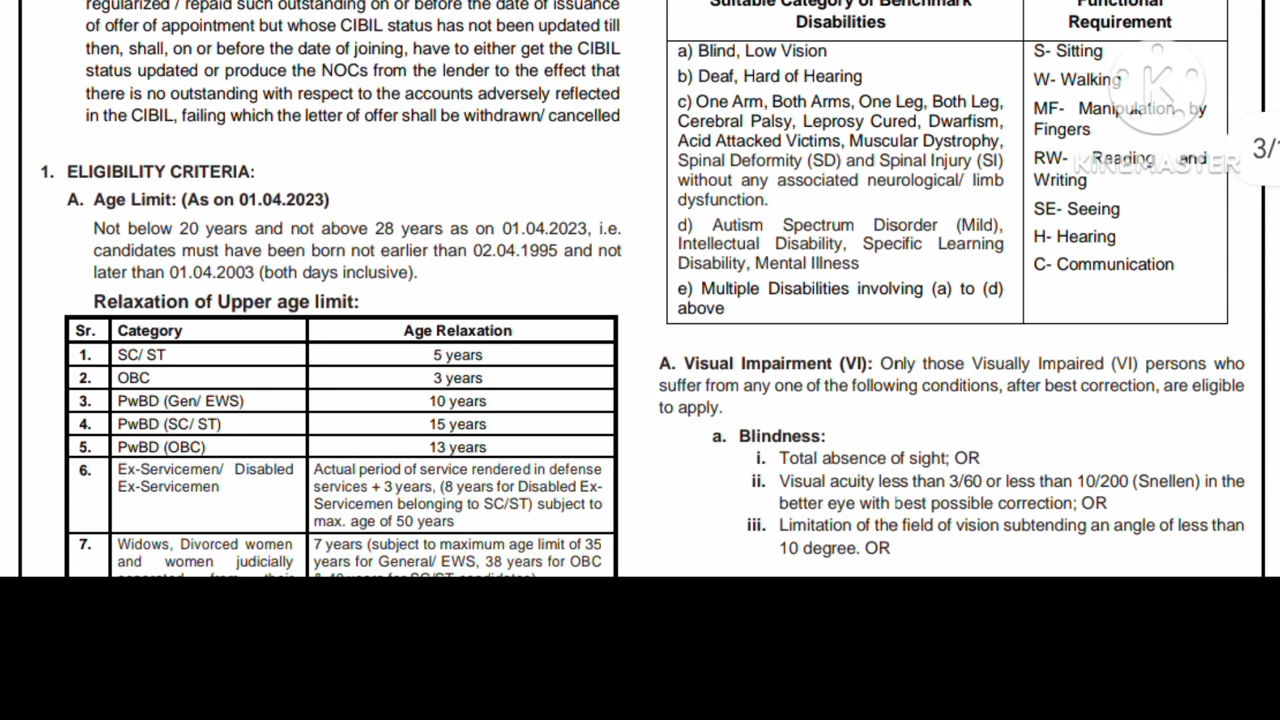 regularized / repaid such outstanding on or before the date of issuance
of offer of appointment but whose CIBIL status has not been updated till
then, shall, on or before the date of joining, have to either get the CIBIL
status updated or produce the NOCs from the lender to the effect that
there is no outstanding with respect to the accounts adversely reflected
in the CIBIL, failing which the letter of offer shall be withdrawn/ cancelled
1. ELIGIBILITY CRITERIA:
A. Age Limit: (As on 01.04.2023)
Not below 20 years and not above 28 years as on 01.04.2023, i.e.
candidates must have been born not earlier than 02.04.1995 and not
later than 01.04.2003 (both days inclusive).
Relaxation of Upper age limit:
Sr. Category Age Relaxation
1. SC/ ST 5 years
2. OBC 3 years
3. PwBD (Gen/ EWS) 10 years
4. PwBD (SC/ ST) 15 years
5. PwBD (OBC) 13 years
6. Ex-Servicemen/ Disabled Ex-Servicemen Actual period of service rendered in defense
services + 3 years, (8 years for Disabled Ex-
Servicemen belonging to SC/ST) subject to
max. age of 50 years
7. Widows, Divorced women 7 years (subject to maximum age limit of 35
and women judicially years for General/ EWS, 38 years for OBC
Suitable Category of Benchmark
Disabilities
Functional
Requirement
a) Blind, Low Vision
b) Deaf, Hard of Hearing
c) One Arm, Both Arms, One Leg, Both Leg,
Cerebral Palsy, Leprosy Cured, Dwarfism,
Acid Attacked Victims, Muscular Dystrophy,
Spinal Deformity (SD) and Spinal Injury (SI)
without any associated neurological/ limb
dysfunction.
d) Autism Spectrum Disorder (Mild),
Intellectual Disability, Specific Learning
Disability, Mental Illness
e) Multiple Disabilities involving (a) to (d)
above
S- Sitting
W- Walking
MF- Manipulation by
Fingers
RW- Reading and
Writing
SE- Seeing
H- Hearing
C- Communication
KINEMASTER
3/1
A. Visual Impairment (VI): Only those Visually Impaired (VI) persons who
suffer from any one of the following conditions, after best correction, are eligible
to apply.
a. Blindness:
i. Total absence of sight; OR
ii. Visual acuity less than 3/60 or less than 10/200 (Snellen) in the
better eye with best possible correction; OR
iii. Limitation of the field of vision subtending an angle of less than
10 degree. OR